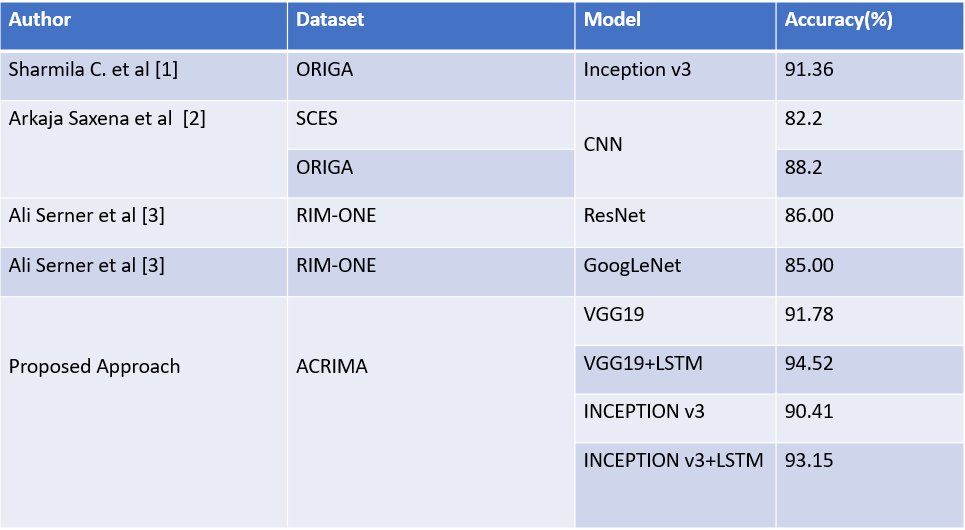 Author Dataset Model Accuracy(%)
Sharmila C. et al [1] ORIGA Inception v3 91.36
Arkaja Saxena et al [2] SCES CNN 82.2
ORIGA 88.2
Ali Serner et al [3] RIM-ONE ResNet 86.00
Ali Serner et al [3] RIM-ONE GoogLeNet 85.00
Proposed Approach ACRIMA VGG19 91.78
VGG19+LSTM 94.52
INCEPTION v3 90.41
INCEPTION v3+LSTM 93.15